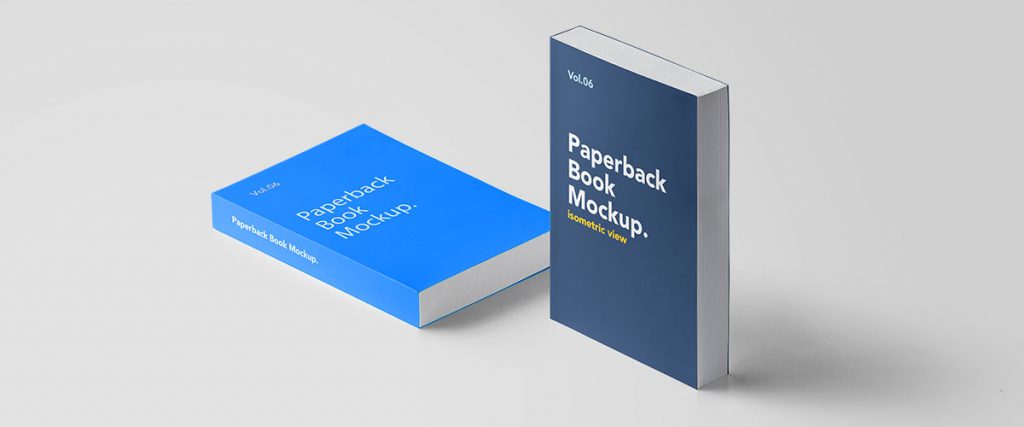 Vol.06
Paperback
Book
Mockup.
Paperback Book Mockup.
Vol.06
Paperback
Book
Mockup.
isometric view